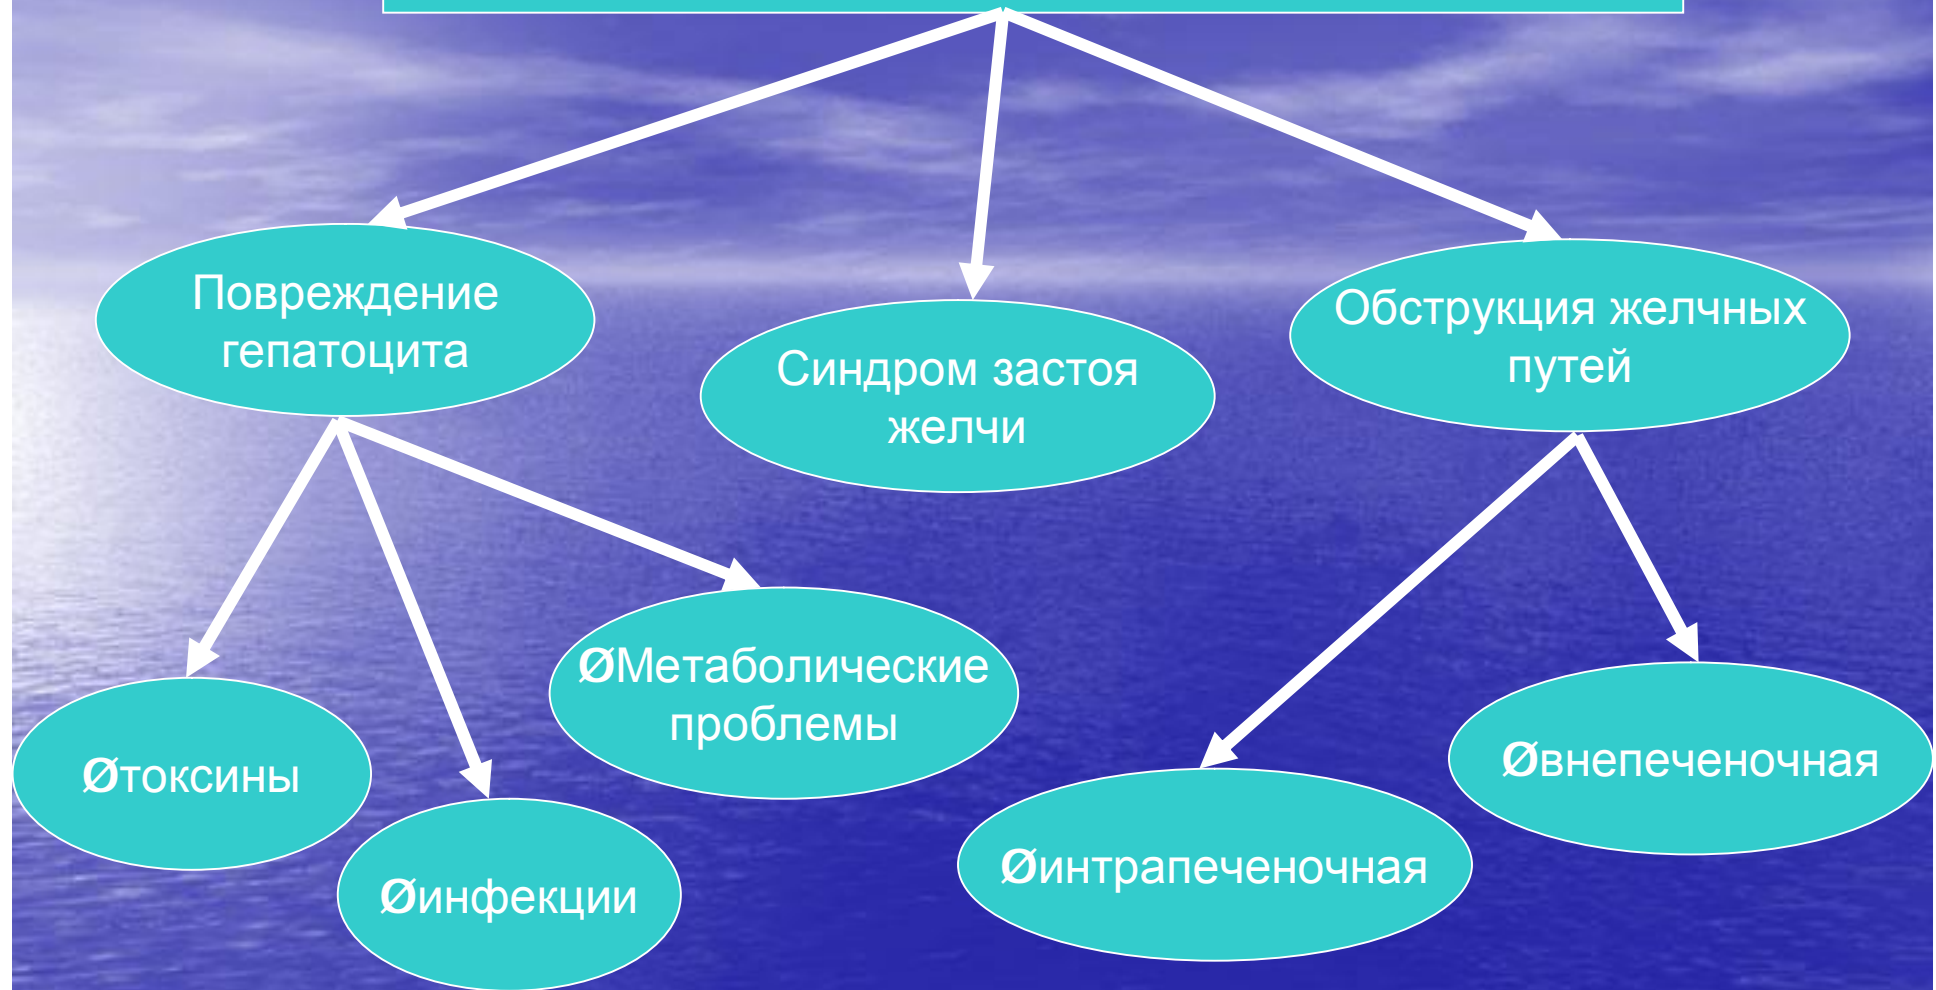 Повреждение
гепатоцита
Синдром застоя
желчи
Обструкция желчных
путей
ØМетаболические
проблемы
Øтоксины
Øинфекции
Øинтрапеченочная
Øвнепеченочная